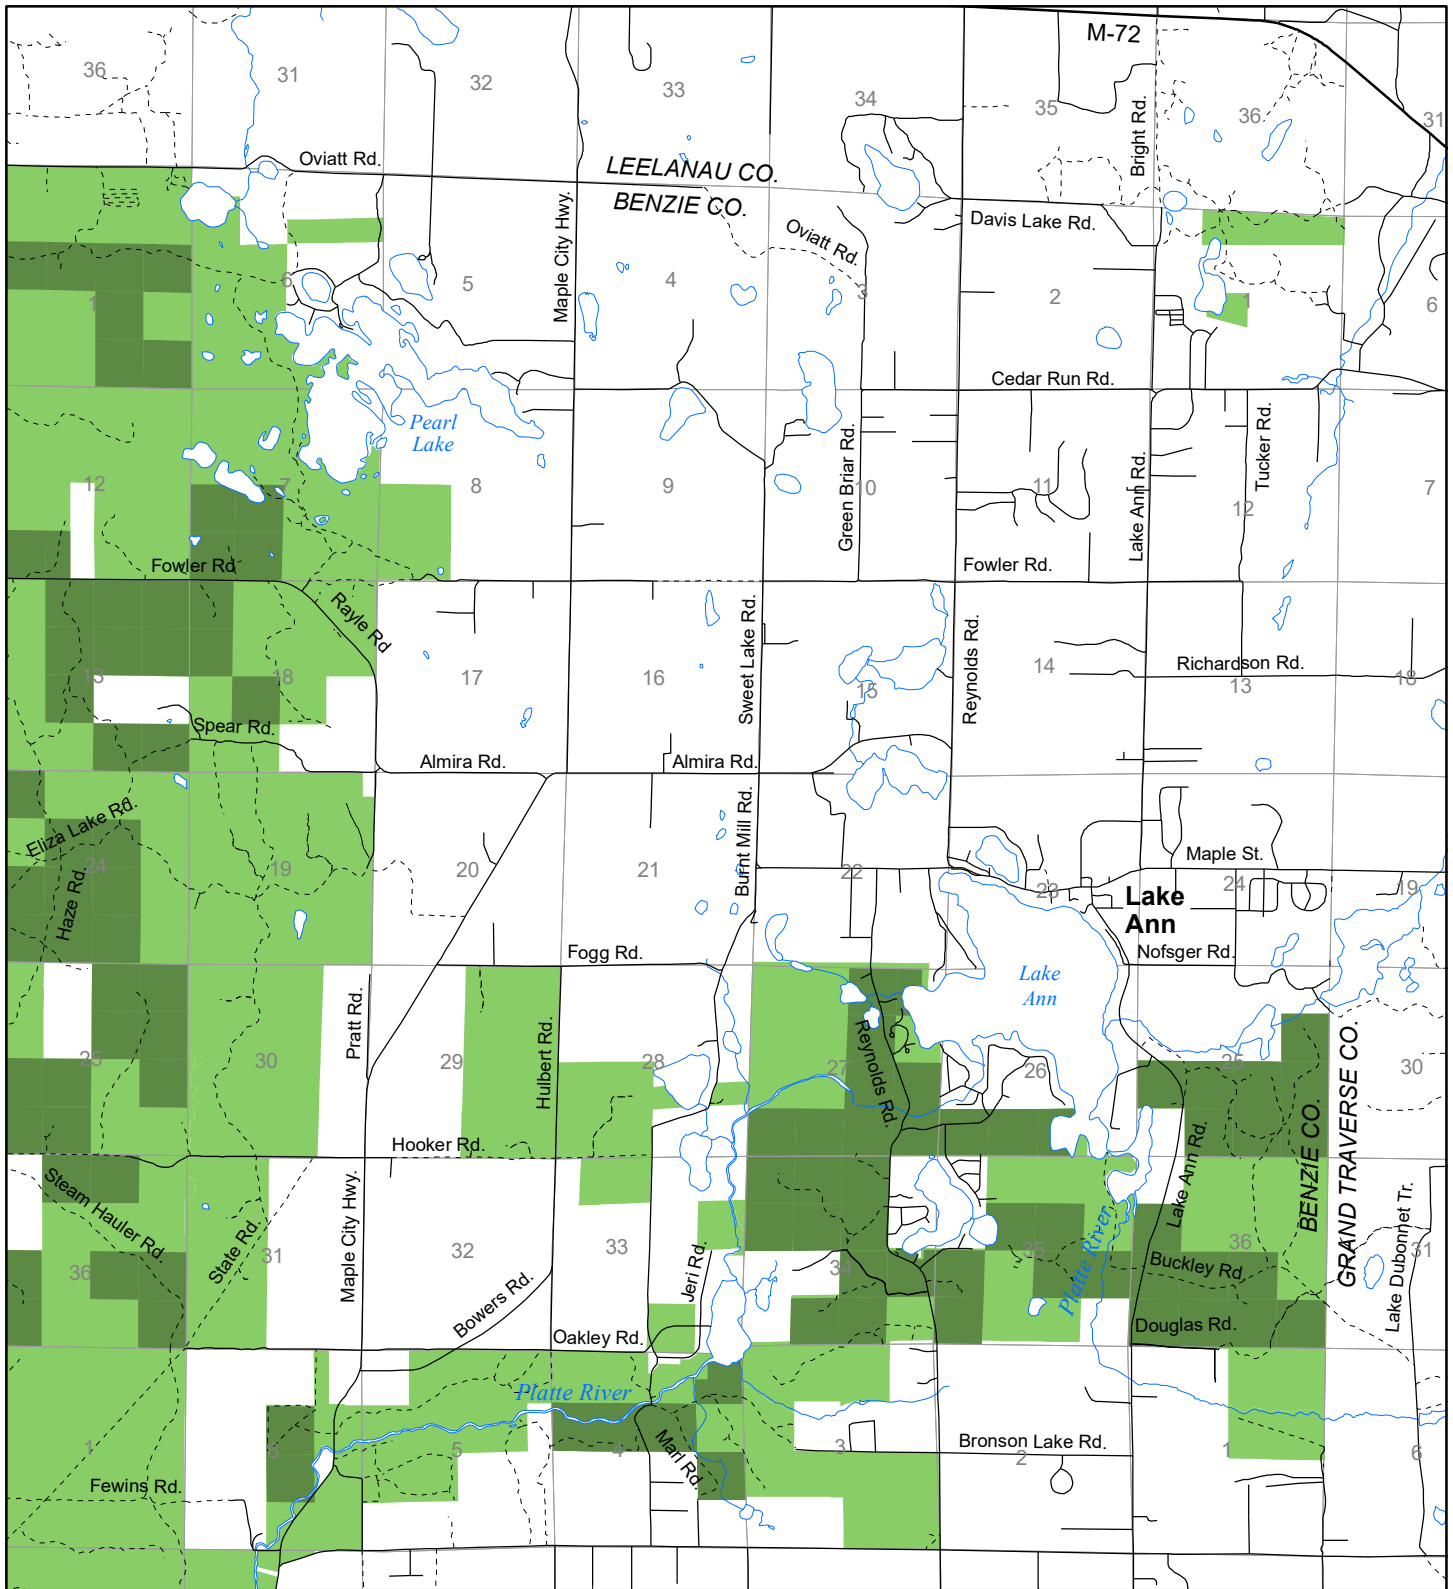 M-72
36
31
32
33
34
35
36
31
Bright Rd.
Oviatt Rd.
LEELANAU CO.
BENZIE CO.
Maple City Hwy.
Davis Lake Rd.
Oviatt Rd.
1
6
5
4
3
2
1
6
Cedar Run Rd.
Pearl
Lake
Green Briar Rd.
Lake Ann Rd.
Tucker Rd.
12
7
8
9
10
11
12
7
Fowler Rd
Fowler Rd.
Rayle Rd
Sweet Lake Rd.
Reynolds Rd.
Richardson Rd.
13
18
17
16
15
14
13
18
Spear Rd.
Almira Rd.
Almira Rd.
Eliza Lake Rd.
Burnt Mill Rd.
Maple St.
24
19
20
21
22
23
24
19
Haze Rd.
Lake
Ann
Nofsger Rd.
Fogg Rd.
Lake
Ann
Pratt Rd.
Hulbert Rd.
Reynolds Rd.
25
30
29
28
27
26
25
30
BENZIE CO.
GRAND TRAVERSE CO.
Hooker Rd.
Lake Ann Rd.
Steam Hauler Rd.
State Rd.
Maple City Hwy.
Platte River
Lake Dubonnet Tr.
36
31
32
33
34
35
36
31
Jeri Rd.
Buckley Rd.
Bowers Rd.
Oakley Rd.
Douglas Rd.
Platte River
1
6
5
4
3
2
1
6
Marl Rd.
Bronson Lake Rd.
Fewins Rd.